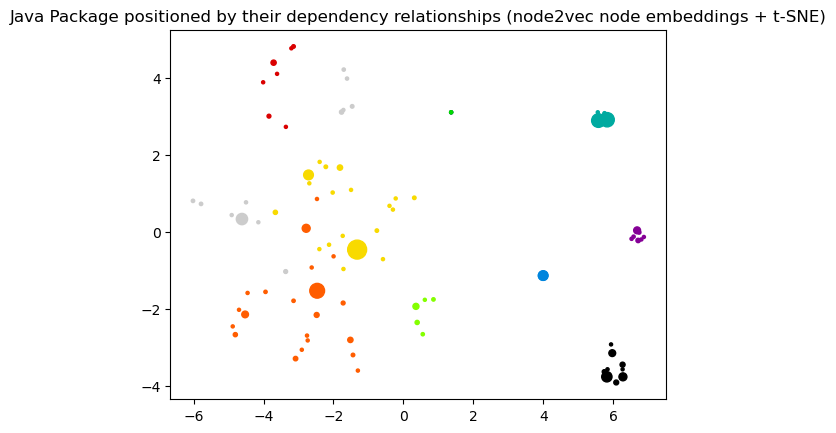 Java Package positioned by their dependency relationships (node2vec node embeddings + t-SNE)
4
2
0
−2
−4
−6 −4 −2 0 2 4 6